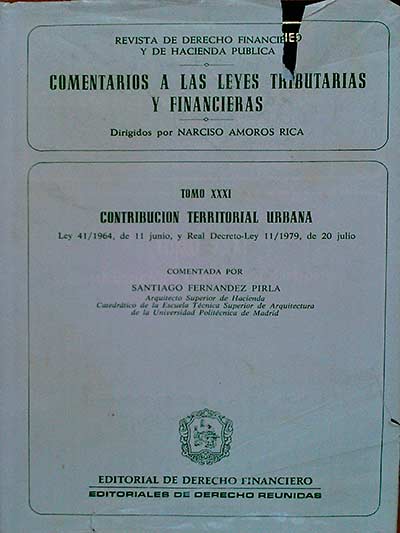 REVISTA DE DERECHO FINANCIERO
Y DE HACIENDA PUBLICA
COMENTARIOS A LAS LEYES TRIBUTARIAS
Y FINANCIERAS
Dirigidos por NARCISO AMOROS RICA
TOMO XXXI
CONTRIBUCION TERRITORIAL URBANA
Ley 41/1964, de 11 junio, y Real Decreto-Ley 11/1979, de 20 julio
COMENTADA POR
SANTIAGO FERNANDEZ PIRLA
Arquitecto Superior de Hacienda
Catedrático de la Escuela Técnica Superior de Arquitectura
de la Universidad Politécnica de Madrid
EDITORIAL DE DERECHO FINANCIERO
EDITORIALES DE DERECHO REUNIDAS